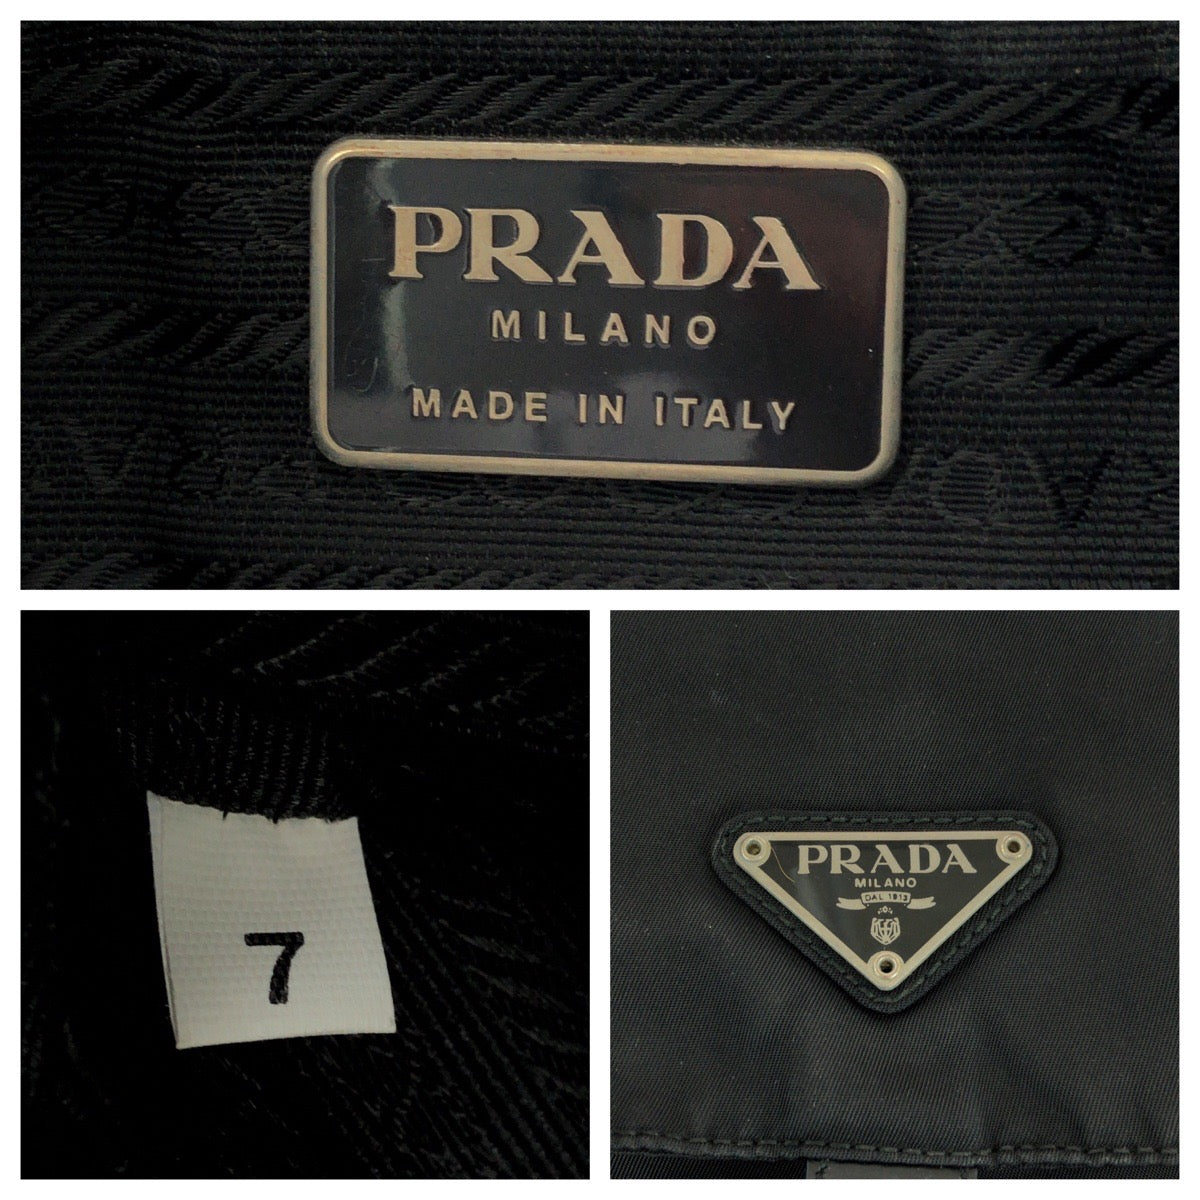 PRADA
MILANO
MADE IN ITALY
7
PRADA
MILANO
DAL 1913